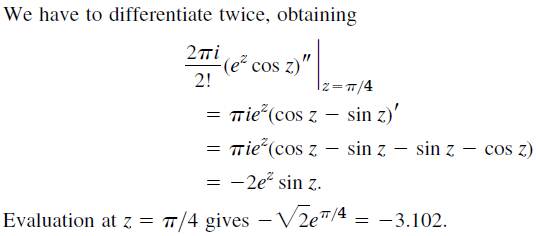 We have to differentiate twice, obtaining
2πi/2! (e^z cos z)″ |_{z=π/4}
= πie^z(cos z − sin z)′
= πie^z(cos z − sin z − sin z − cos z)
= −2e^z sin z.
Evaluation at z = π/4 gives −√2e^{π/4} = −3.102.